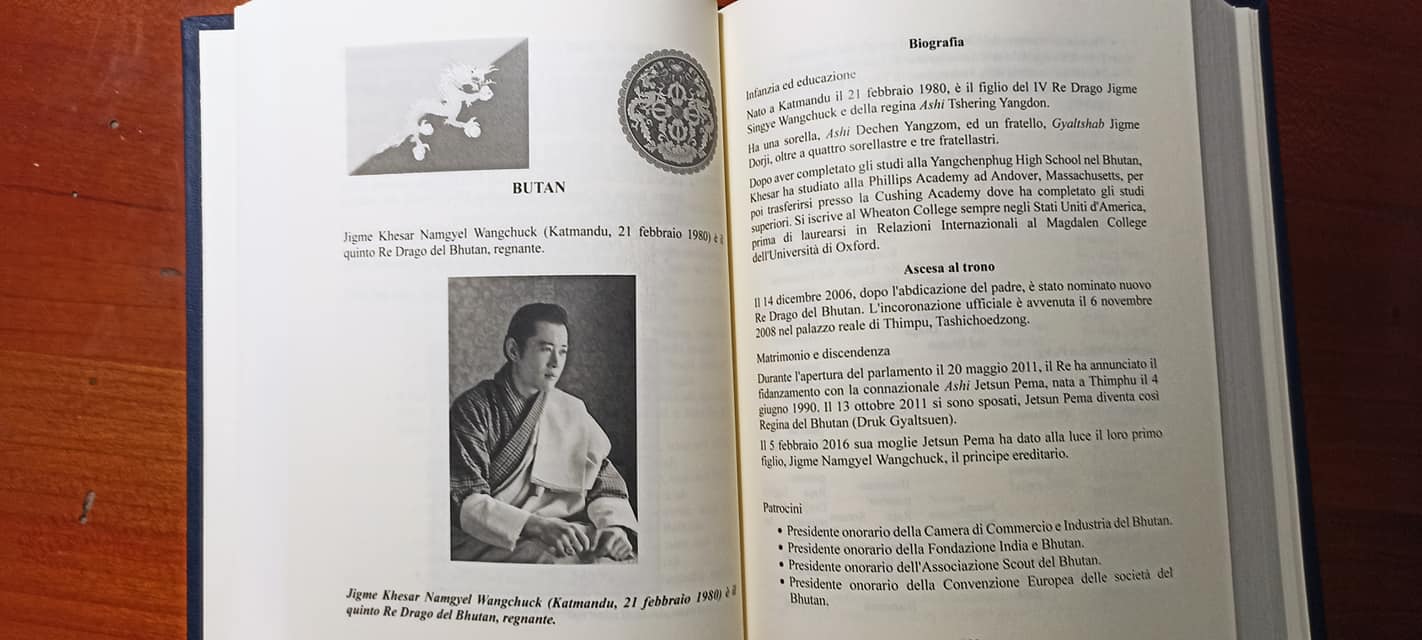 BUTAN
Jigme Khesar Namgyel Wangchuck (Katmandu, 21 febbraio 1980) è il
quinto Re Drago del Bhutan, regnante.
Jigme Khesar Namgyel Wangchuck (Katmandu, 21 febbraio 1980) è il
quinto Re Drago del Bhutan, regnante.
Biografia
Infanzia ed educazione
Nato a Katmandu il 21 febbraio 1980, è il figlio del IV Re Drago Jigme
Singye Wangchuck e della regina Ashi Tshering Yangdon.
Ha una sorella, Ashi Dechen Yangzom, ed un fratello, Gyaltshab Jigme
Dorji, oltre a quattro sorellastre e tre fratellastri.
Dopo aver completato gli studi alla Yangchenphug High School nel Bhutan,
Khesar ha studiato alla Phillips Academy ad Andover, Massachusetts, per
poi trasferirsi presso la Cushing Academy dove ha completato gli studi
superiori. Si iscrive al Wheaton College sempre negli Stati Uniti d'America,
prima di laurearsi in Relazioni Internazionali al Magdalen College
dell'Università di Oxford.
Ascesa al trono
Il 14 dicembre 2006, dopo l'abdicazione del padre, è stato nominato nuovo
Re Drago del Bhutan. L'incoronazione ufficiale è avvenuta il 6 novembre
2008 nel palazzo reale di Thimpu, Tashichoedzong.
Matrimonio e discendenza
Durante l'apertura del parlamento il 20 maggio 2011, il Re ha annunciato il
fidanzamento con la connazionale Ashi Jetsun Pema, nata a Thimphu il 4
giugno 1990. Il 13 ottobre 2011 si sono sposati, Jetsun Pema diventa così
Regina del Bhutan (Druk Gyaltsuen).
Il 5 febbraio 2016 sua moglie Jetsun Pema ha dato alla luce il loro primo
figlio, Jigme Namgyel Wangchuck, il principe ereditario.
Patrocini
• Presidente onorario della Camera di Commercio e Industria del Bhutan.
• Presidente onorario della Fondazione India e Bhutan.
• Presidente onorario dell'Associazione Scout del Bhutan.
• Presidente onorario della Convenzione Europea delle società del
Bhutan.